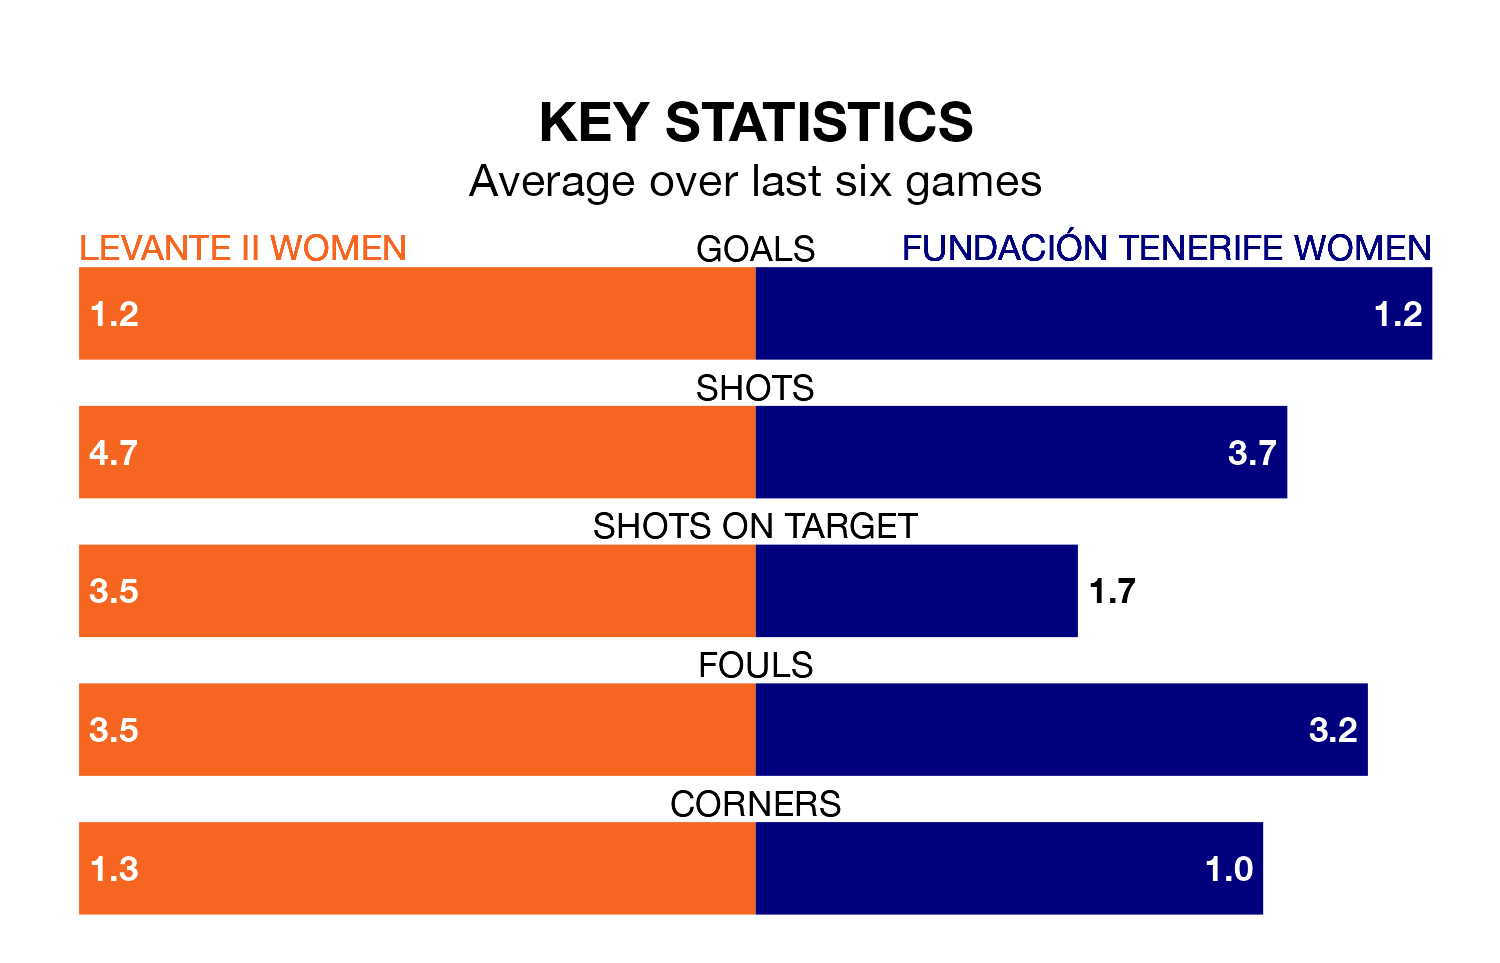 KEY STATISTICS
Average over last six games
LEVANTE II WOMEN GOALS FUNDACIÓN TENERIFE WOMEN
1.2 1.2
SHOTS
4.7 3.7
SHOTS ON TARGET
3.5 1.7
FOULS
3.5 3.2
CORNERS
1.3 1.0